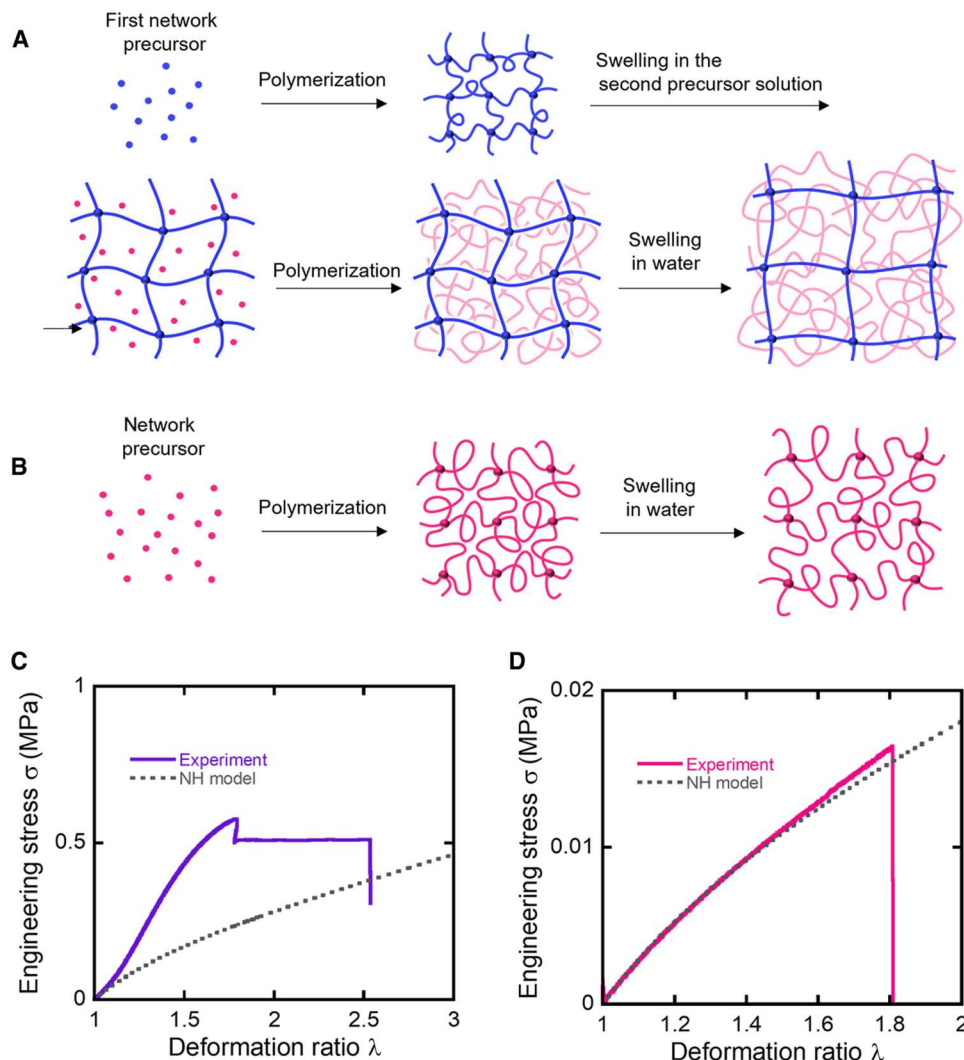 A
First network
precursor
Polymerization
Swelling in the
second precursor solution
Polymerization
Swelling
in water
B
Network
precursor
Polymerization
Swelling
in water
C
Engineering stress σ (MPa)
1
0.5
0
Experiment
NH model
1 1.5 2 2.5 3
Deformation ratio λ
D
Engineering stress σ (MPa)
0.02
0.01
0
Experiment
NH model
1 1.2 1.4 1.6 1.8 2
Deformation ratio λ